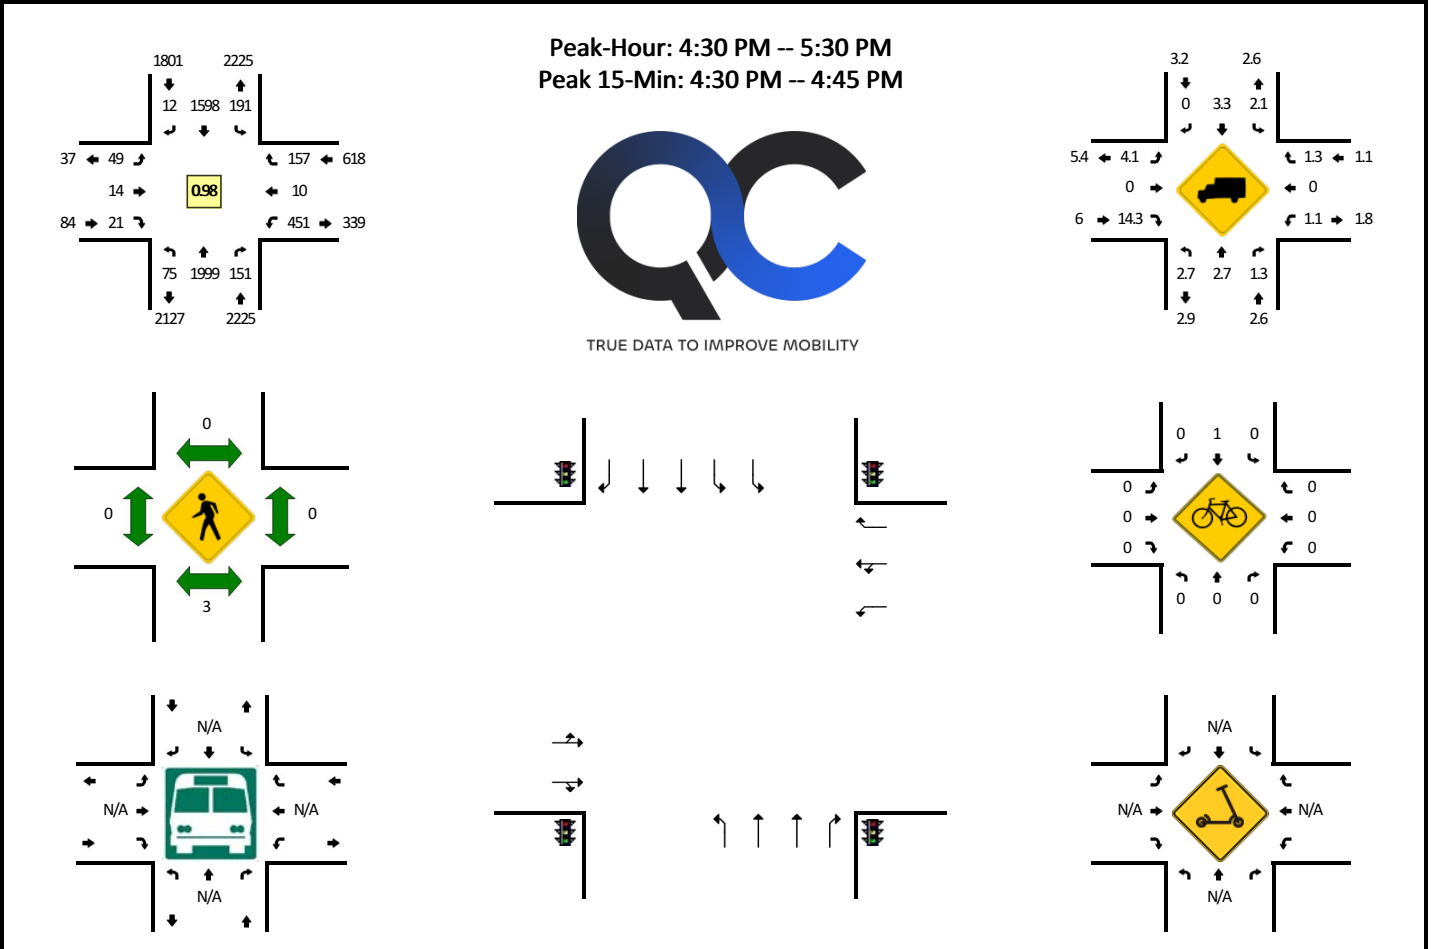 Peak-Hour: 4:30 PM -- 5:30 PM
Peak 15-Min: 4:30 PM -- 4:45 PM
1801 2225
12 1598 191
37 49 157 618
14 0.98 10
84 21 451 339
75 1999 151
2127 2225
TRUE DATA TO IMPROVE MOBILITY
3.2 2.6
0 3.3 2.1
5.4 4.1 1.3 1.1
0 0
6 14.3 1.1 1.8
2.7 2.7 1.3
2.9 2.6
0
0 0
3
0 1 0
0 0
0 0
0 0
0 0 0
N/A
N/A N/A
N/A
N/A
N/A N/A
N/A